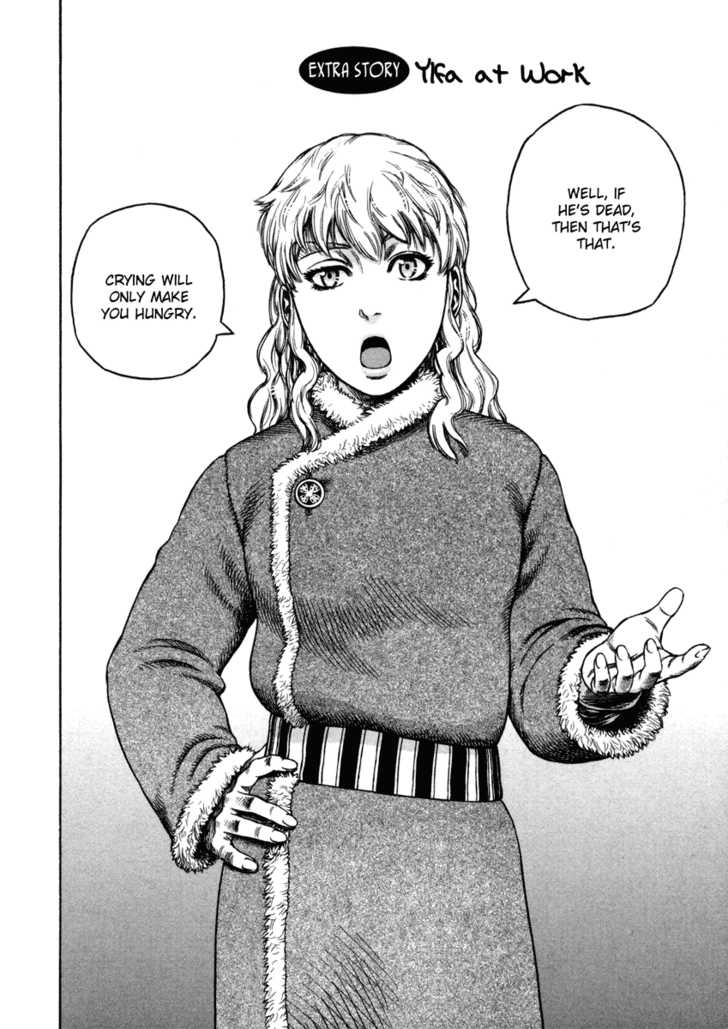 EXTRA STORY Ylfa at Work
WELL, IF
HE'S DEAD,
THEN THAT'S
THAT.
CRYING WILL
ONLY MAKE
YOU HUNGRY.